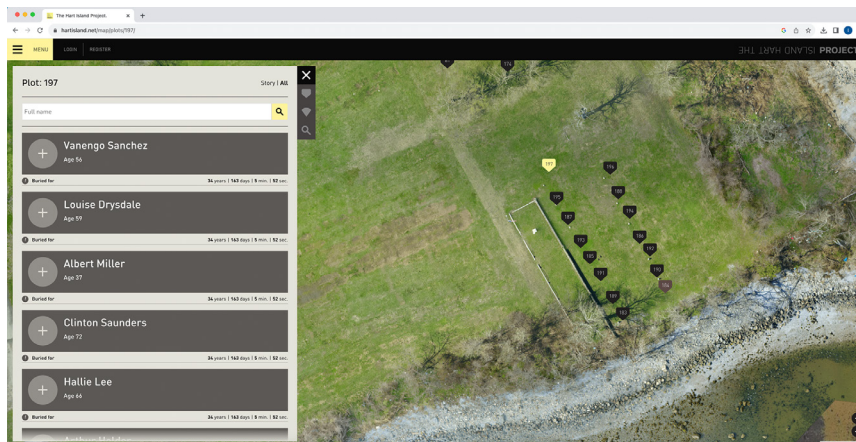 The Hart Island Project.
hartisland.net/map/plots/197/
MENU LOGIN REGISTER
THE HART ISLAND PROJECT
Plot: 197 Story | All
Full name
Vanengo Sanchez
Age 56
Buried for 34 years | 163 days | 5 min. | 52 sec.
Louise Drysdale
Age 59
Buried for 34 years | 163 days | 5 min. | 52 sec.
Albert Miller
Age 37
Buried for 34 years | 163 days | 5 min. | 52 sec.
Clinton Saunders
Age 72
Buried for 34 years | 163 days | 5 min. | 52 sec.
Hallie Lee
Age 66
Buried for 34 years | 163 days | 5 min. | 52 sec.
174
197
196
188
195
194
187
186
193
192
185
190
191
184
189
183